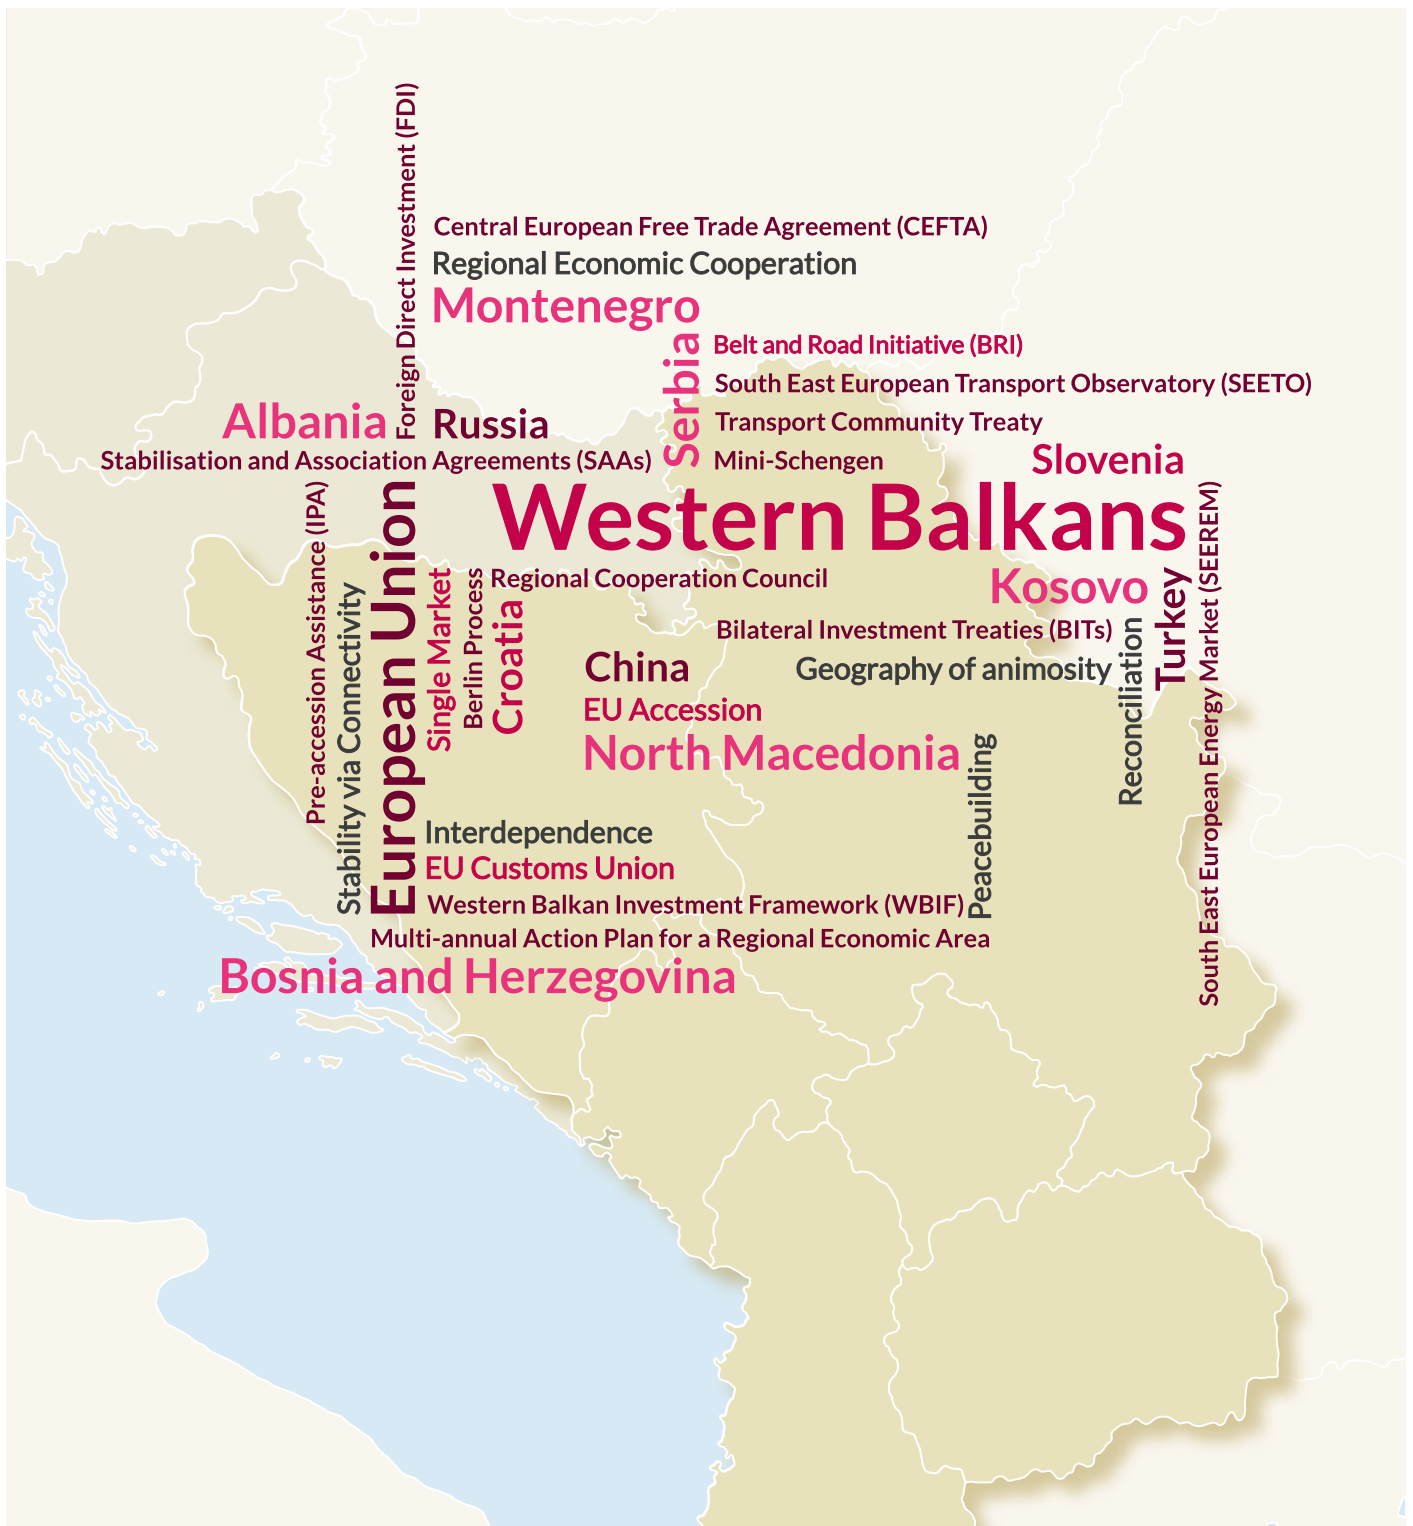 Foreign Direct Investment (FDI)
Central European Free Trade Agreement (CEFTA)
Regional Economic Cooperation
Montenegro
Serbia
Belt and Road Initiative (BRI)
South East European Transport Observatory (SEETO)
Albania
Russia
Transport Community Treaty
Stabilisation and Association Agreements (SAAs)
Mini-Schengen
Slovenia
Western Balkans
Pre-accession Assistance (IPA)
Stability via Connectivity
European Union
Single Market
Berlin Process
Regional Cooperation Council
Croatia
Kosovo
Turkey
South East European Energy Market (SEEREM)
Bilateral Investment Treaties (BITs)
China
Geography of animosity
Reconciliation
EU Accession
North Macedonia
Peacebuilding
Interdependence
EU Customs Union
Western Balkan Investment Framework (WBIF)
Multi-annual Action Plan for a Regional Economic Area
Bosnia and Herzegovina